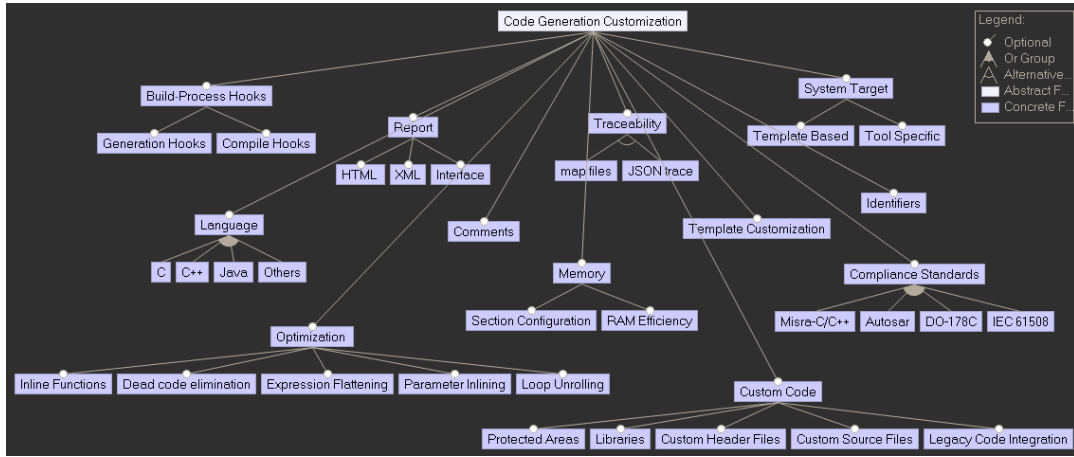 Code Generation Customization
Legend:
Optional
Or Group
Alternative...
Abstract F...
Concrete F...
Build-Process Hooks
System Target
Report
Traceability
Generation Hooks
Compile Hooks
Template Based
Tool Specific
HTML
XML
Interface
map files
JSON trace
Identifiers
Language
Comments
Template Customization
C
C++
Java
Others
Memory
Compliance Standards
Section Configuration
RAM Efficiency
Misra-C/C++
Autosar
DO-178C
IEC 61508
Optimization
Inline Functions
Dead code elimination
Expression Flattening
Parameter Inlining
Loop Unrolling
Custom Code
Protected Areas
Libraries
Custom Header Files
Custom Source Files
Legacy Code Integration